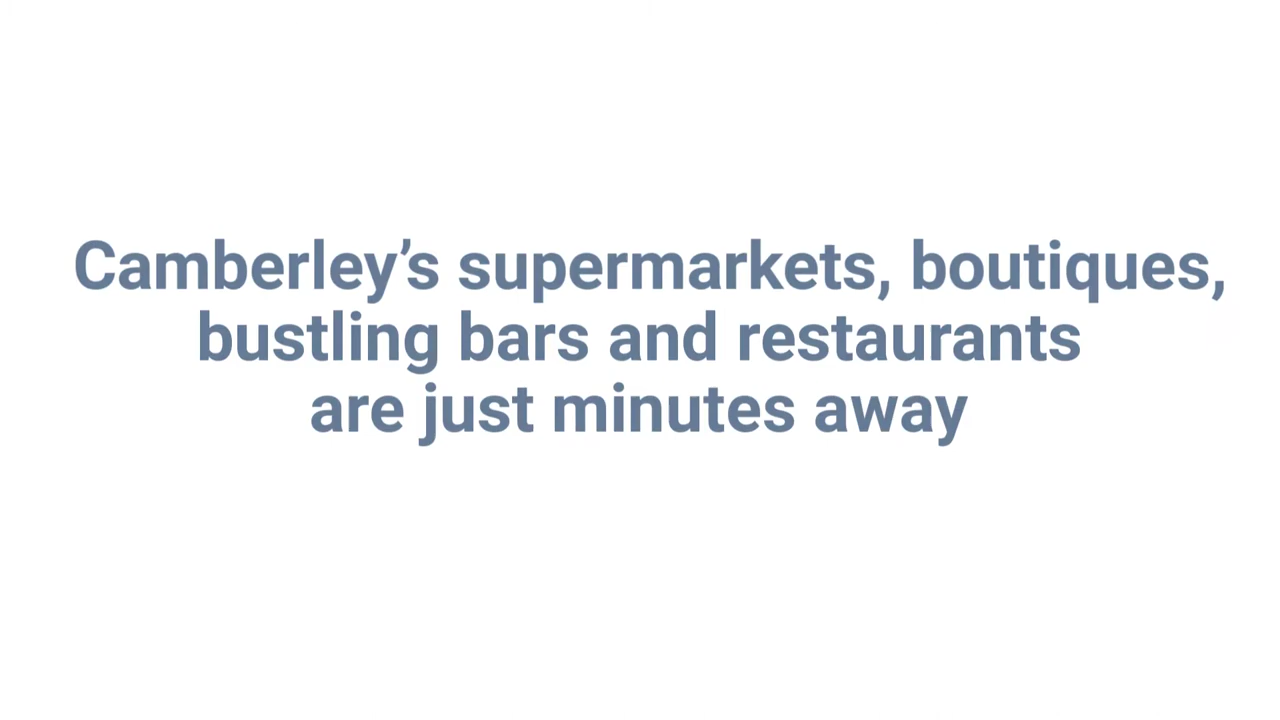 Camberley’s supermarkets, boutiques,
bustling bars and restaurants
are just minutes away